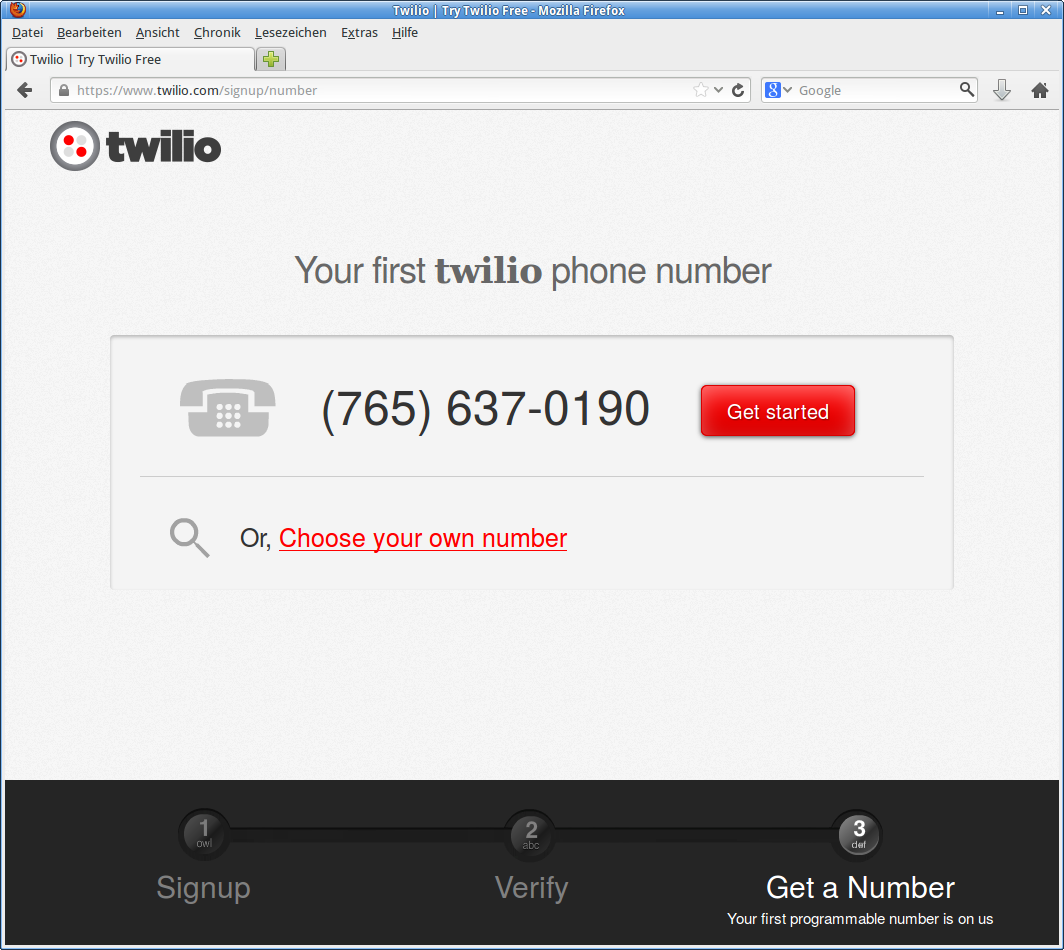 Twilio | Try Twilio Free - Mozilla Firefox
Datei Bearbeiten Ansicht Chronik Lesezeichen Extras Hilfe
Twilio | Try Twilio Free
https://www.twilio.com/signup/number
Google
twilio
Your first twilio phone number
(765) 637-0190
Get started
Or, Choose your own number
1
owl
2
abc
3
def
Signup
Verify
Get a Number
Your first programmable number is on us